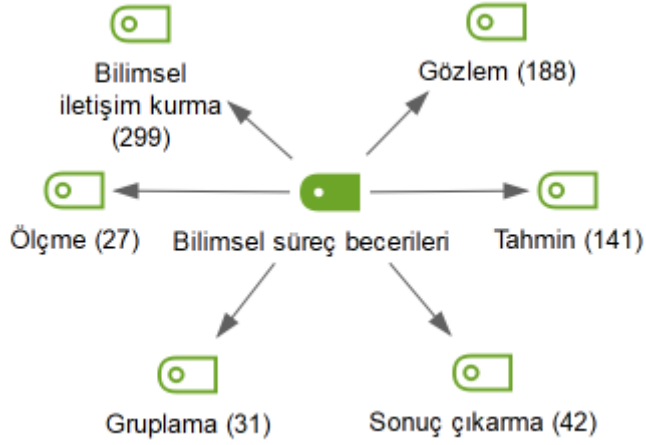 Bilimsel
iletişim kurma
(299)
Gözlem (188)
Ölçme (27)
Bilimsel süreç becerileri
Tahmin (141)
Gruplama (31)
Sonuç çıkarma (42)